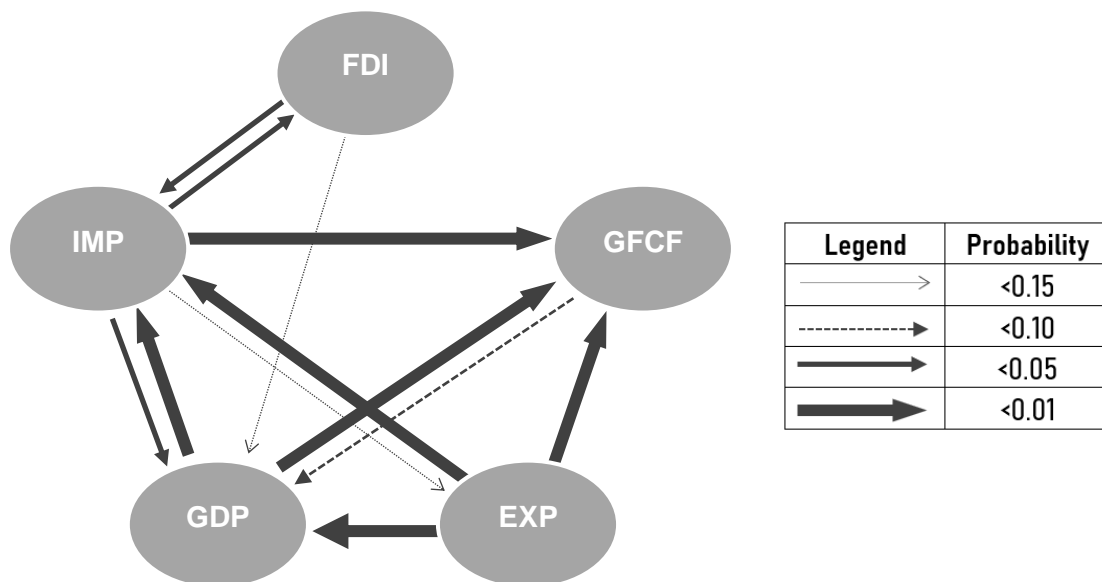 FDI
IMP
GFCF
GDP
EXP
Legend Probability
<0.15
<0.10
<0.05
<0.01